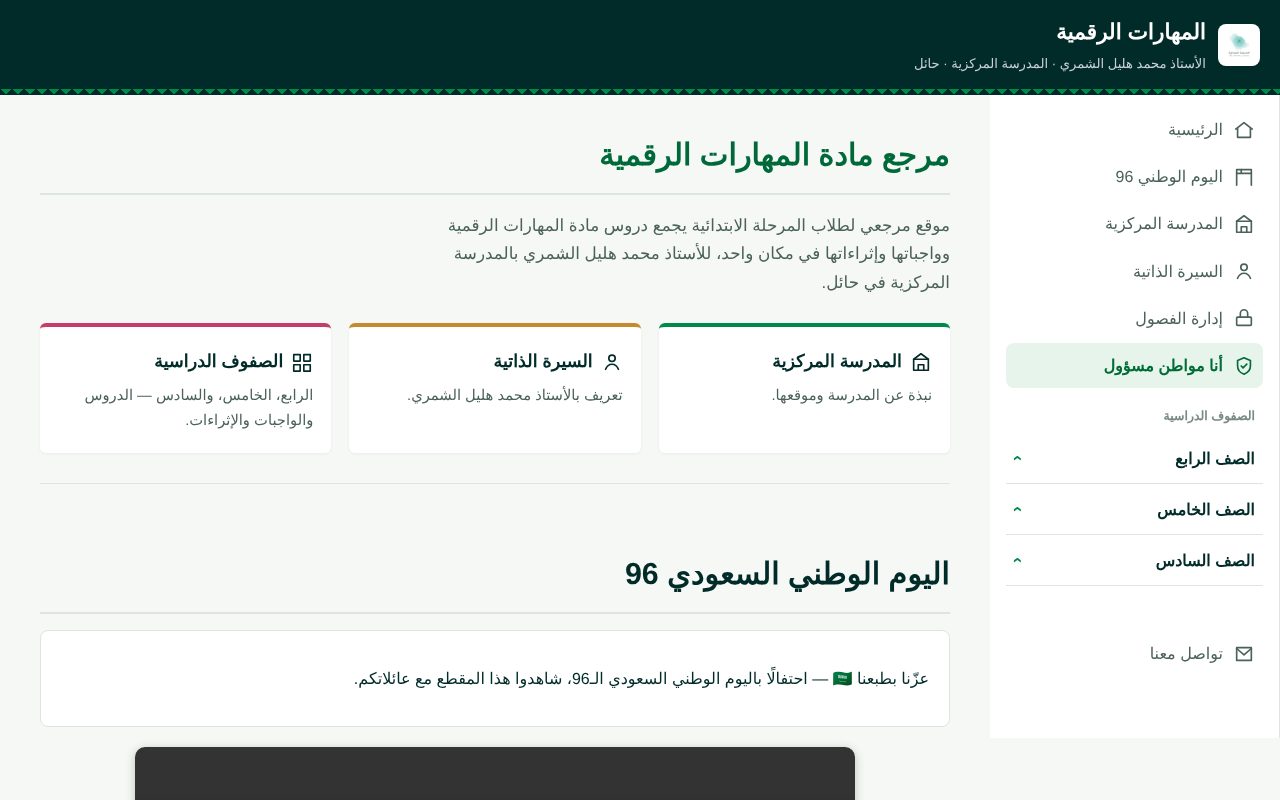 المهارات الرقمية
الأستاذ محمد هليل الشمري · المدرسة المركزية · حائل
الرئيسية
اليوم الوطني 96
المدرسة المركزية
السيرة الذاتية
إدارة الفصول
أنا مواطن مسؤول
الصفوف الدراسية
الصف الرابع
الصف الخامس
الصف السادس
تواصل معنا
مرجع مادة المهارات الرقمية
موقع مرجعي لطلاب المرحلة الابتدائية يجمع دروس مادة المهارات الرقمية
وواجباتها وإثراءاتها في مكان واحد، للأستاذ محمد هليل الشمري بالمدرسة
المركزية في حائل.
المدرسة المركزية
نبذة عن المدرسة وموقعها.
السيرة الذاتية
تعريف بالأستاذ محمد هليل الشمري.
الصفوف الدراسية
الرابع، الخامس، والسادس — الدروس
والواجبات والإثراءات.
اليوم الوطني السعودي 96
عزّنا بطبعنا 🇸🇦 — احتفالًا باليوم الوطني السعودي الـ96، شاهدوا هذا المقطع مع عائلاتكم.